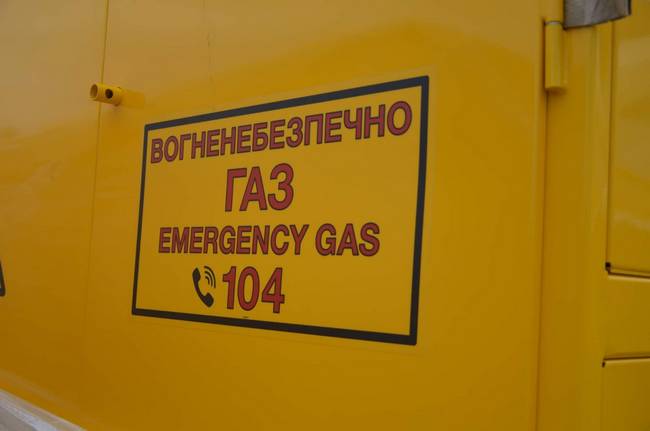 ВОГНЕНЕБЕЗПЕЧНО
ГАЗ
EMERGENCY GAS
104